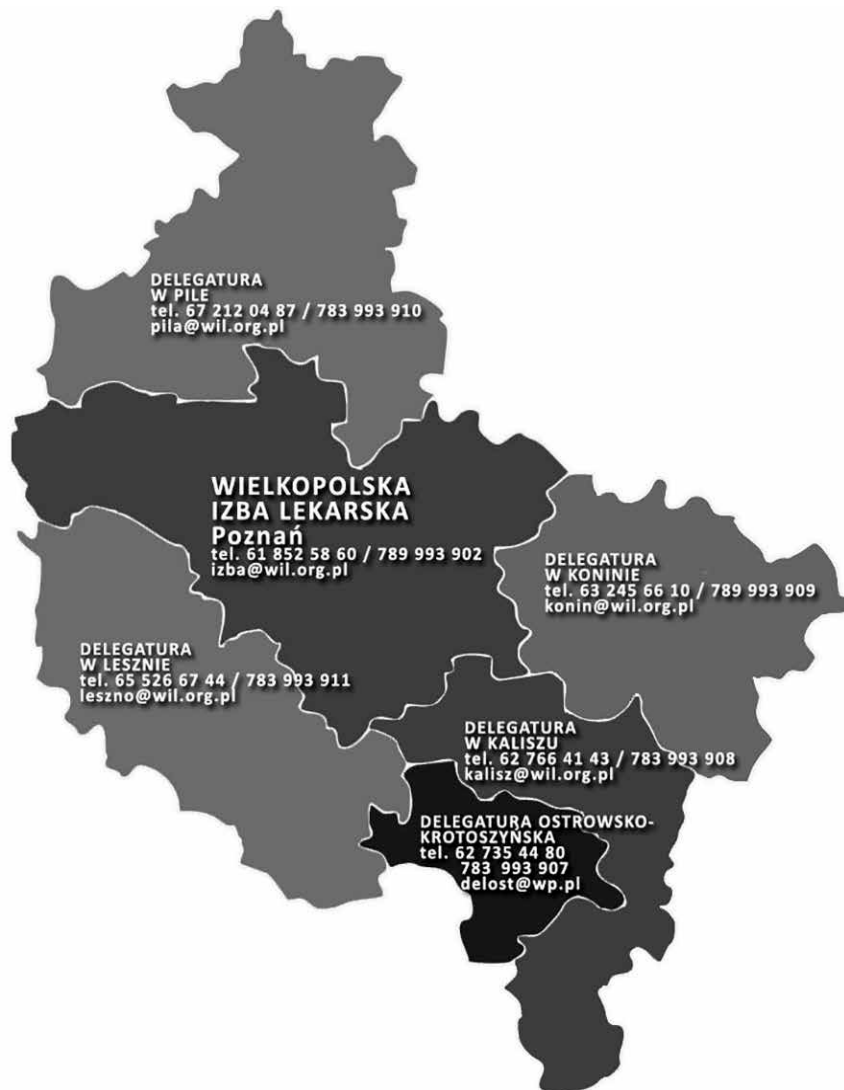 DELEGATURA
W PILE
tel. 67 212 04 87 / 783 993 910
pila@wil.org.pl
WIELKOPOLSKA
IZBA LEKARSKA
Poznań
tel. 61 852 58 60 / 789 993 902
izba@wil.org.pl
DELEGATURA
W KONINIE
tel. 63 245 66 10 / 789 993 909
konin@wil.org.pl
DELEGATURA
W LESZNIE
tel. 65 526 67 44 / 783 993 911
leszno@wil.org.pl
DELEGATURA
W KALISZU
tel. 62 766 41 43 / 783 993 908
kalisz@wil.org.pl
DELEGATURA OSTROWSKO-
KROTOSZYŃSKA
tel. 62 735 44 80
783 993 907
delost@wp.pl